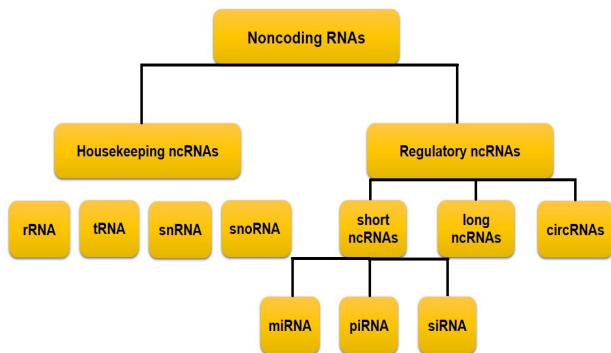 Noncoding RNAs
Housekeeping ncRNAs
Regulatory ncRNAs
rRNA
tRNA
snRNA
snoRNA
short
ncRNAs
long
ncRNAs
circRNAs
miRNA
piRNA
siRNA